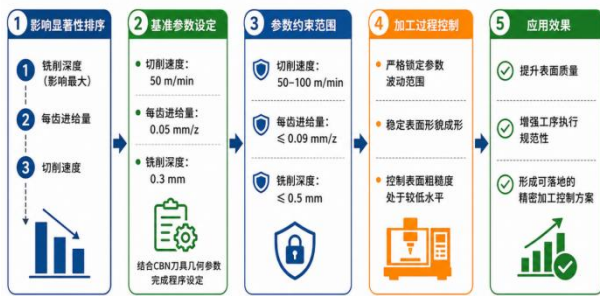 1 影响显著性排序
1 铣削深度
（影响最大）
2 每齿进给量
3 切削速度
2 基准参数设定
• 切削速度：
50 m/min
• 每齿进给量：
0.05 mm/z
• 铣削深度：
0.3 mm
结合CBN刀具几何参数
完成程序设定
3 参数约束范围
切削速度：
50-100 m/min
每齿进给量：
≤ 0.09 mm/z
铣削深度：
≤ 0.5 mm
4 加工过程控制
• 严格锁定参数
波动范围
• 稳定表面形貌成形
• 控制表面粗糙度
处于较低水平
5 应用效果
提升表面质量
增强工序执行
规范性
形成可落地的
精密加工控制方案